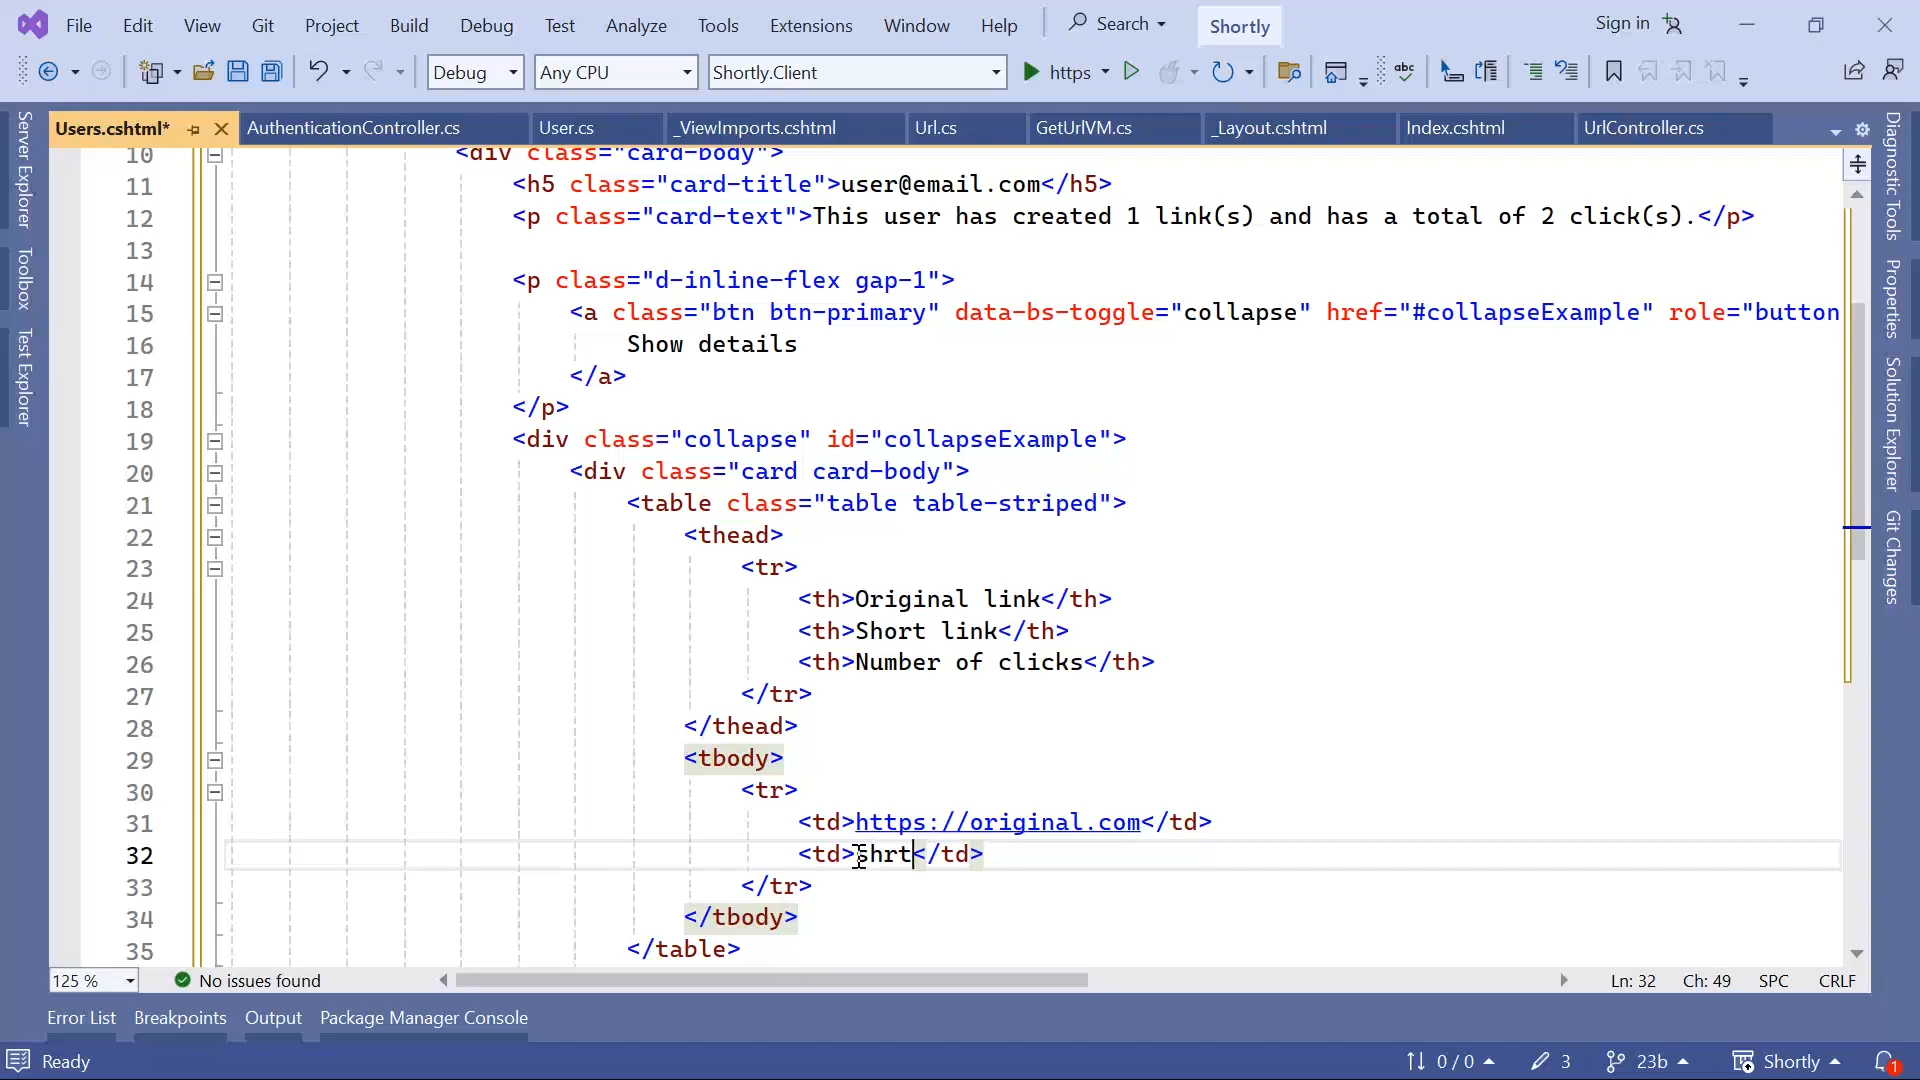 File Edit View Git Project Build Debug Test Analyze Tools Extensions Window Help Search Shortly Sign in
Debug Any CPU Shortly.Client https abc
Users.cshtml* AuthenticationController.cs User.cs _ViewImports.cshtml Url.cs GetUrlVM.cs _Layout.cshtml Index.cshtml UrlController.cs
Server Explorer
Toolbox
Test Explorer
10 <div class="card-body">
11 <h5 class="card-title">user@email.com</h5>
12 <p class="card-text">This user has created 1 link(s) and has a total of 2 click(s).</p>
13
14 <p class="d-inline-flex gap-1">
15 <a class="btn btn-primary" data-bs-toggle="collapse" href="#collapseExample" role="button
16 Show details
17 </a>
18 </p>
19 <div class="collapse" id="collapseExample">
20 <div class="card card-body">
21 <table class="table table-striped">
22 <thead>
23 <tr>
24 <th>Original link</th>
25 <th>Short link</th>
26 <th>Number of clicks</th>
27 </tr>
28 </thead>
29 <tbody>
30 <tr>
31 <td>https://original.com</td>
32 <td>shrt</td>
33 </tr>
34 </tbody>
35 </table>
Diagnostic Tools
Properties
Solution Explorer
Git Changes
125 % No issues found Ln: 32 Ch: 49 SPC CRLF
Error List Breakpoints Output Package Manager Console
Ready 0 / 0 3 23b Shortly 1